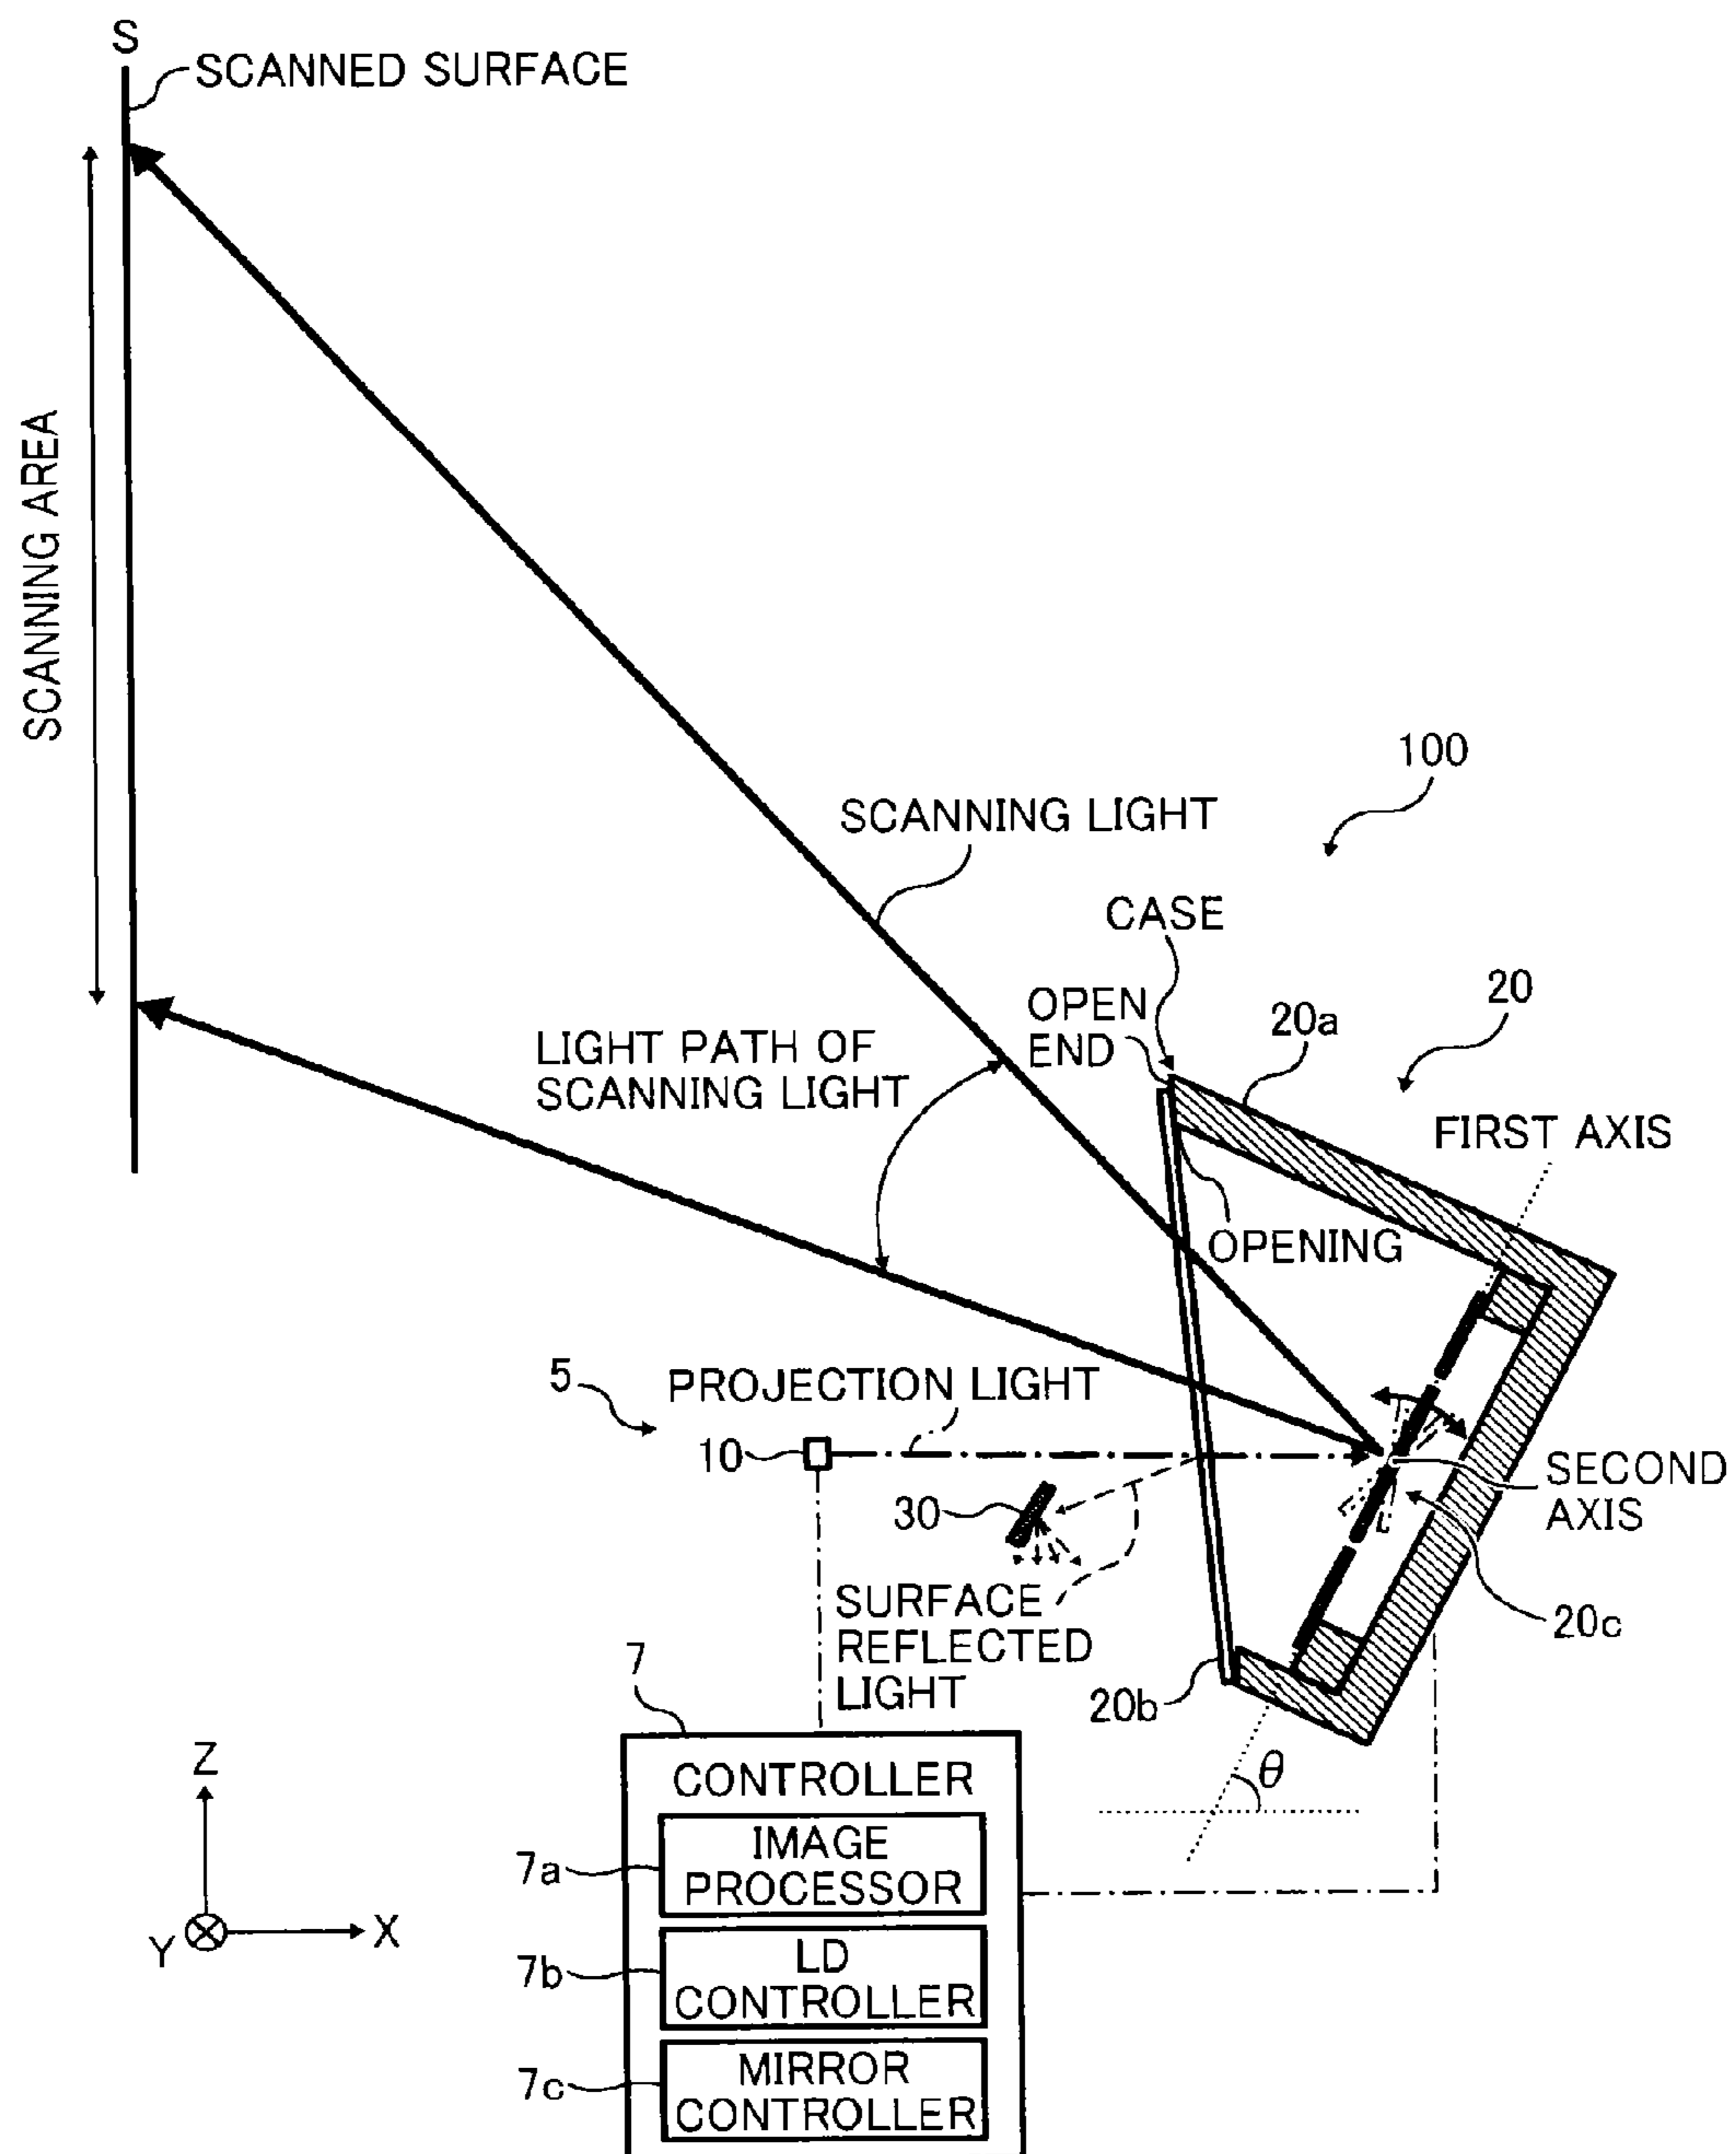 S
SCANNED SURFACE
SCANNING AREA
100
SCANNING LIGHT
CASE
OPEN
END
20a
20
LIGHT PATH OF
SCANNING LIGHT
FIRST AXIS
OPENING
5
PROJECTION LIGHT
10
30
SECOND
AXIS
SURFACE
REFLECTED
LIGHT
20c
20b
7
θ
CONTROLLER
7a
IMAGE
PROCESSOR
7b
LD
CONTROLLER
7c
MIRROR
CONTROLLER
Z
Y
X